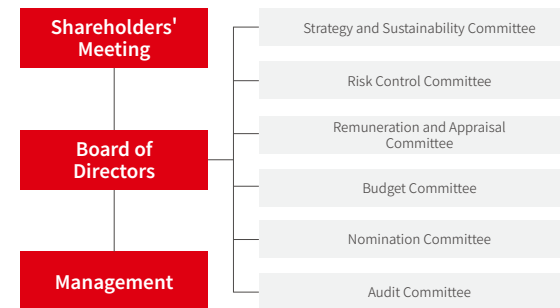 Shareholders'
Meeting
Board of
Directors
Management
Strategy and Sustainability Committee
Risk Control Committee
Remuneration and Appraisal
Committee
Budget Committee
Nomination Committee
Audit Committee